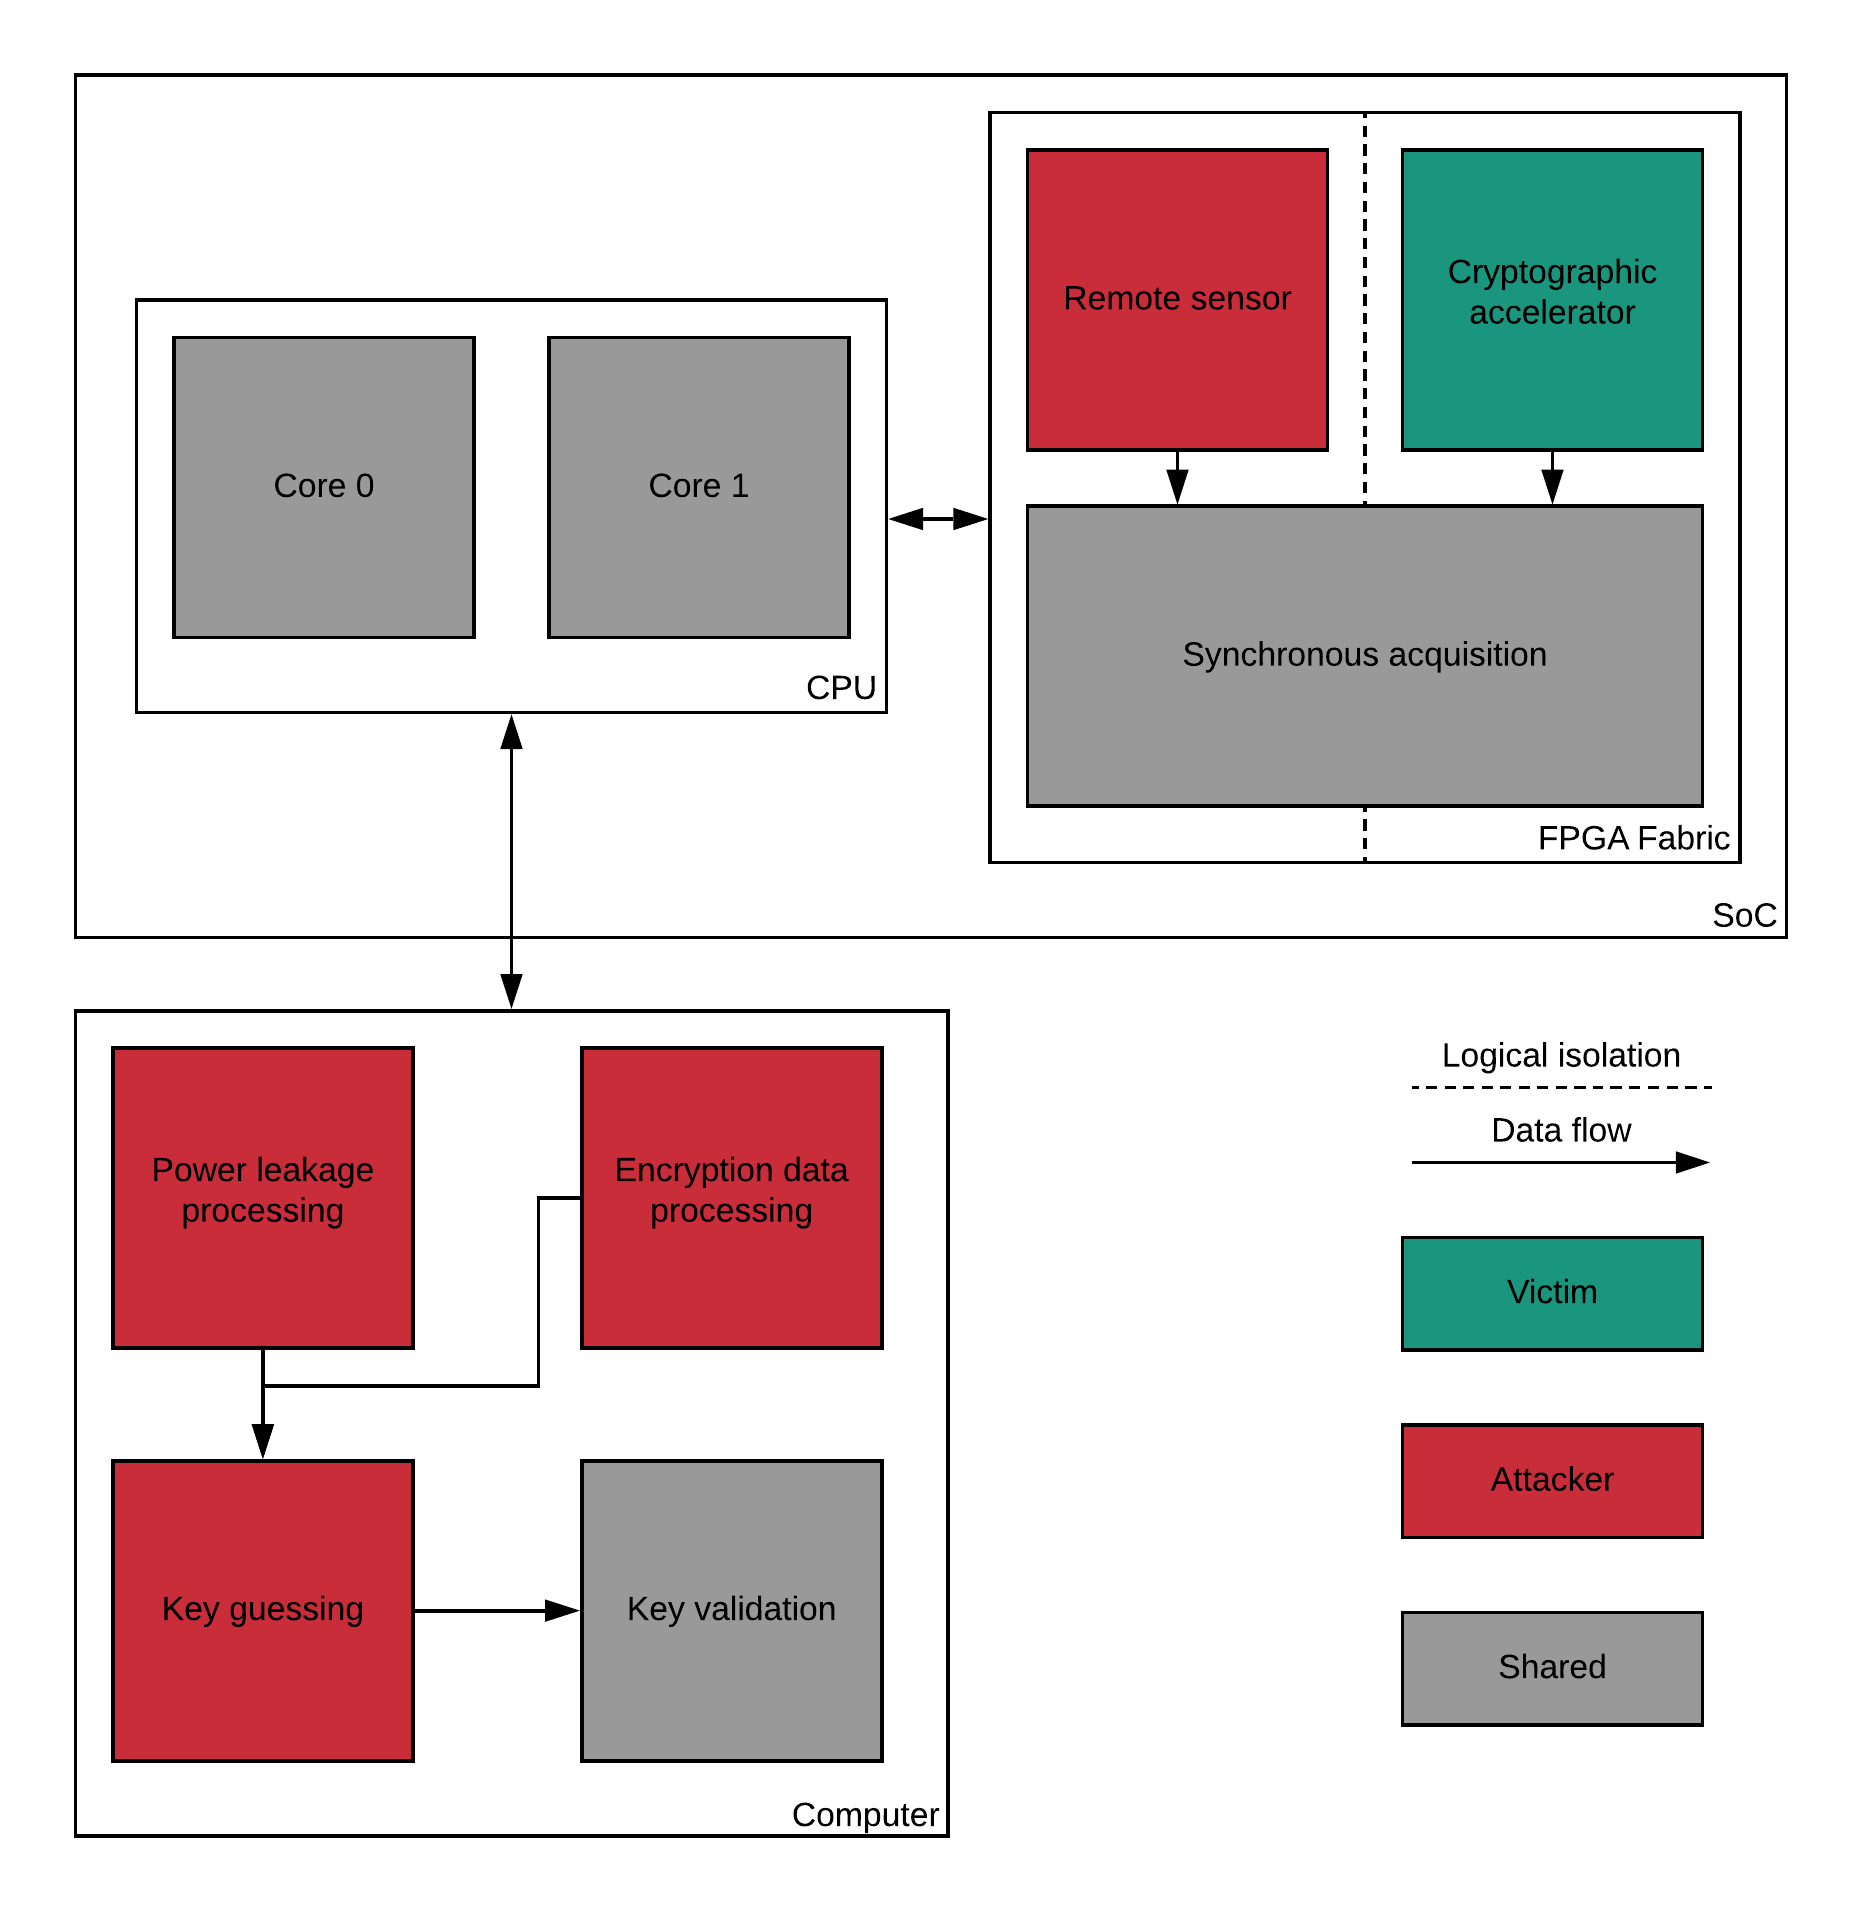 Remote sensor
Cryptographic
accelerator
Core 0
Core 1
Synchronous acquisition
CPU
FPGA Fabric
SoC
Power leakage
processing
Encryption data
processing
Key guessing
Key validation
Computer
Logical isolation
Data flow
Victim
Attacker
Shared